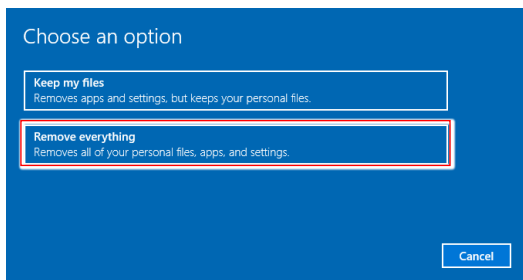 Choose an option
Keep my files
Removes apps and settings, but keeps your personal files.
Remove everything
Removes all of your personal files, apps, and settings.
Cancel